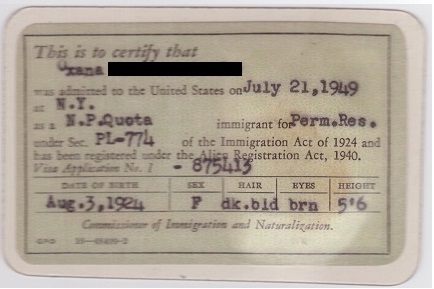 This is to certify that
Oxana
was admitted to the United States on July 21,1949
at N.Y.
as a N.P.Quota immigrant for Perm.Res.
under Sec. PL-774 of the Immigration Act of 1924 and
has been registered under the Alien Registration Act, 1940.
Visa Application No. I - 875413
DATE OF BIRTH SEX HAIR EYES HEIGHT
Aug.3,1924 F dk.bld brn 5'6
Commissioner of Immigration and Naturalization.
GPO